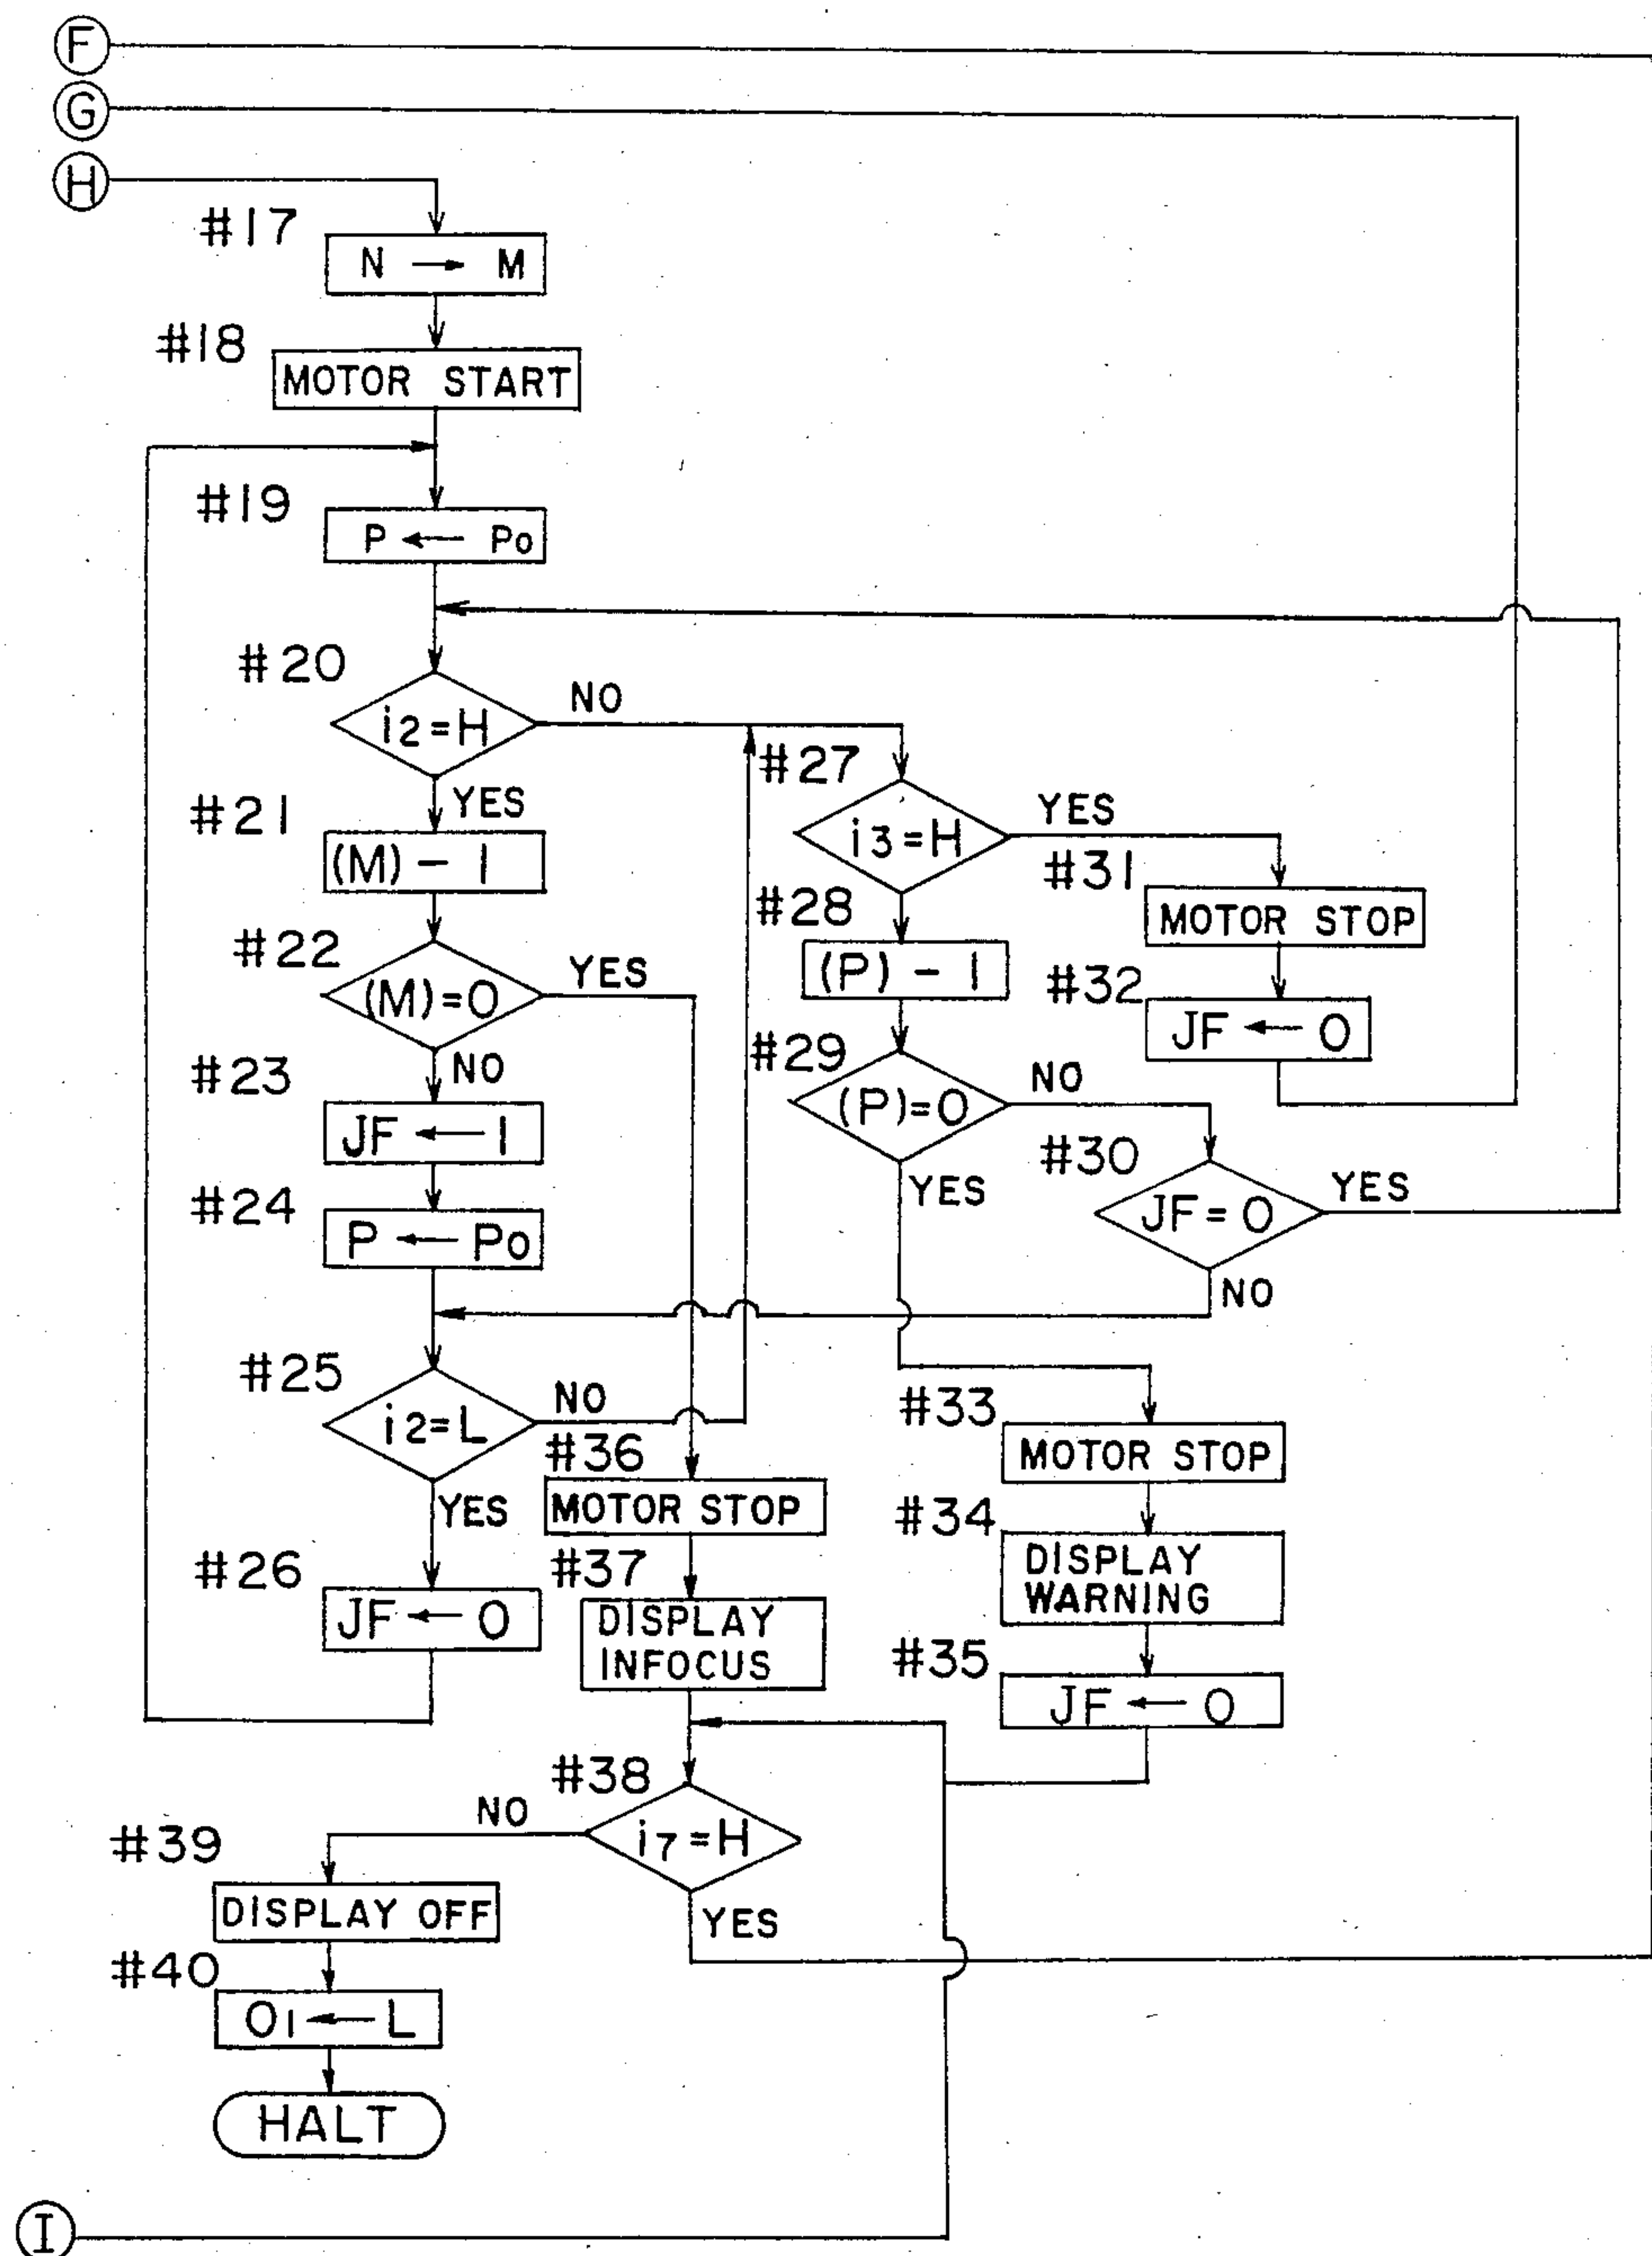 F
G
H
#17
N → M
#18
MOTOR START
#19
P ← Po
#20
i2=H
NO
YES
#21
(M) - 1
#22
(M)=0
YES
NO
#23
JF ← 1
#24
P ← Po
#25
i2=L
NO
YES
#26
JF ← 0
#27
i3=H
YES
#28
(P) - 1
#29
(P)=0
NO
YES
#30
JF=0
YES
NO
#31
MOTOR STOP
#32
JF ← 0
#33
MOTOR STOP
#34
DISPLAY
WARNING
#35
JF ← 0
#36
MOTOR STOP
#37
DISPLAY
INFOCUS
#38
i7=H
NO
YES
#39
DISPLAY OFF
#40
O1 ← L
HALT
I